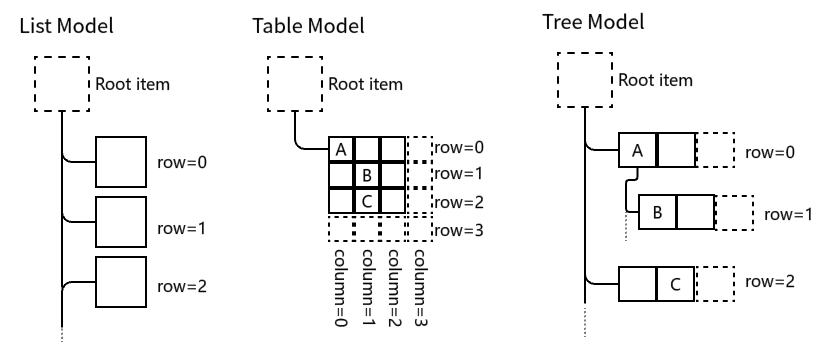 List Model
Root item
row=0
row=1
row=2
Table Model
Root item
A
B
C
row=0
row=1
row=2
row=3
column=0
column=1
column=2
column=3
Tree Model
Root item
A
row=0
B
row=1
C
row=2